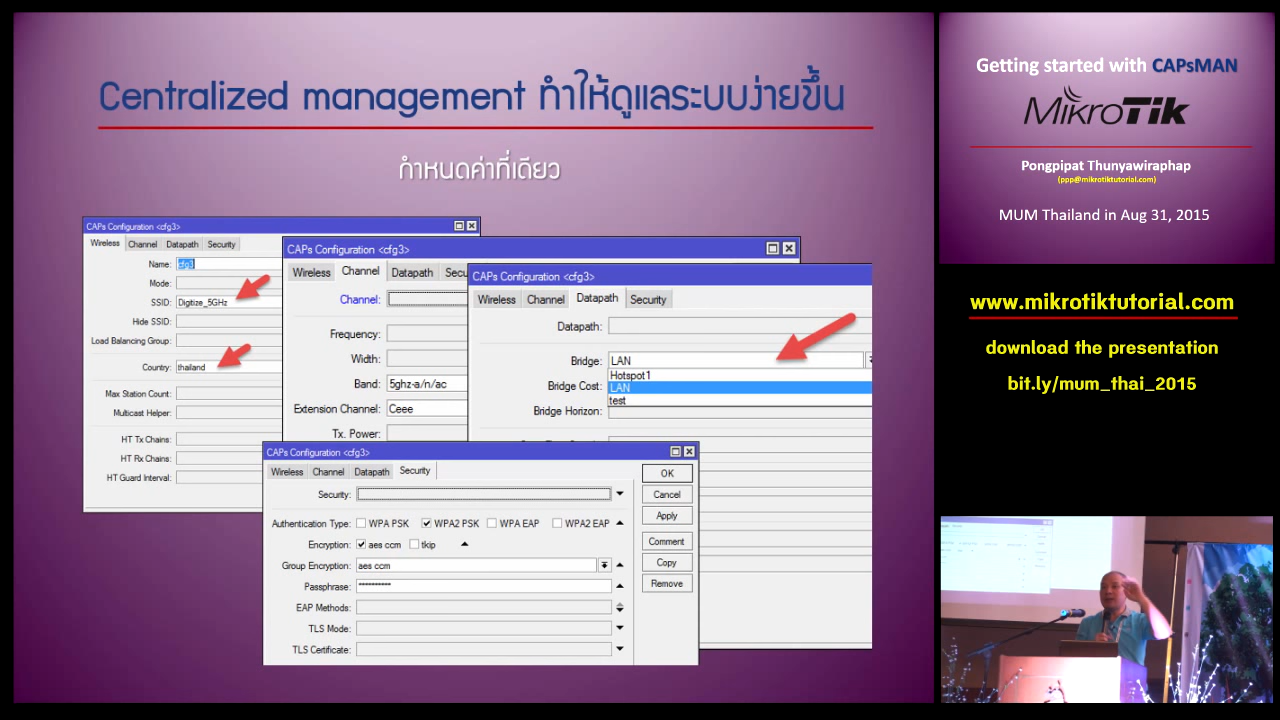 Centralized management ทำให้ดูแลระบบง่ายขึ้น
กำหนดค่าที่เดียว
CAPs Configuration <cfg3>
Wireless Channel Datapath Security
Name: cfg3
Mode:
SSID: Digtize_5GHz
Hide SSID:
Load Balancing Group:
Country: thailand
Max Station Count:
Multicast Helper:
HT Tx Chains:
HT Rx Chains:
HT Guard Interval:
CAPs Configuration <cfg3>
Wireless Channel Datapath Secu
Channel:
Frequency:
Width:
Band: 5ghz-a/n/ac
Extension Channel: Ceee
Tx. Power:
CAPs Configuration <cfg3>
Wireless Channel Datapath Security
Datapath:
Bridge: LAN
Hotspot1
Bridge Cost: LAN
test
Bridge Horizon:
CAPs Configuration <cfg3>
Wireless Channel Datapath Security
Security:
Authentication Type: WPA PSK WPA2 PSK WPA EAP WPA2 EAP
Encryption: aes ccm tkip
Group Encryption: aes ccm
Passphrase: **********
EAP Methods:
TLS Mode:
TLS Certificate:
OK
Cancel
Apply
Comment
Copy
Remove
Getting started with CAPsMAN
MikroTik
Pongpipat Thunyawiraphap
(ppp@mikrotiktutorial.com)
MUM Thailand in Aug 31, 2015
www.mikrotiktutorial.com
download the presentation
bit.ly/mum_thai_2015